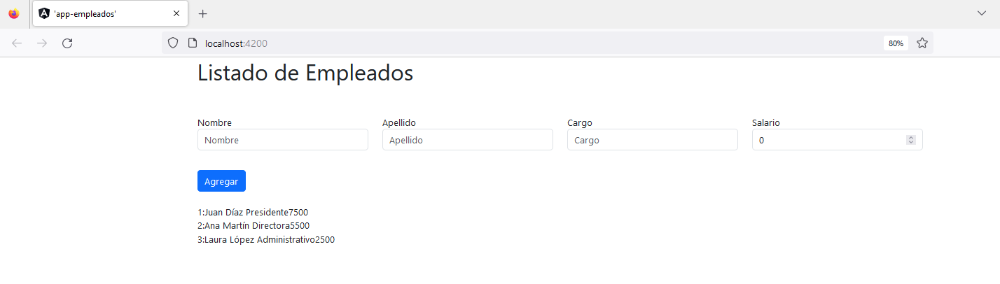 'app-empleados'
localhost:4200
80%
Listado de Empleados
Nombre
Apellido
Cargo
Salario
Nombre
Apellido
Cargo
0
Agregar
1:Juan Díaz Presidente7500
2:Ana Martín Directora5500
3:Laura López Administrativo2500